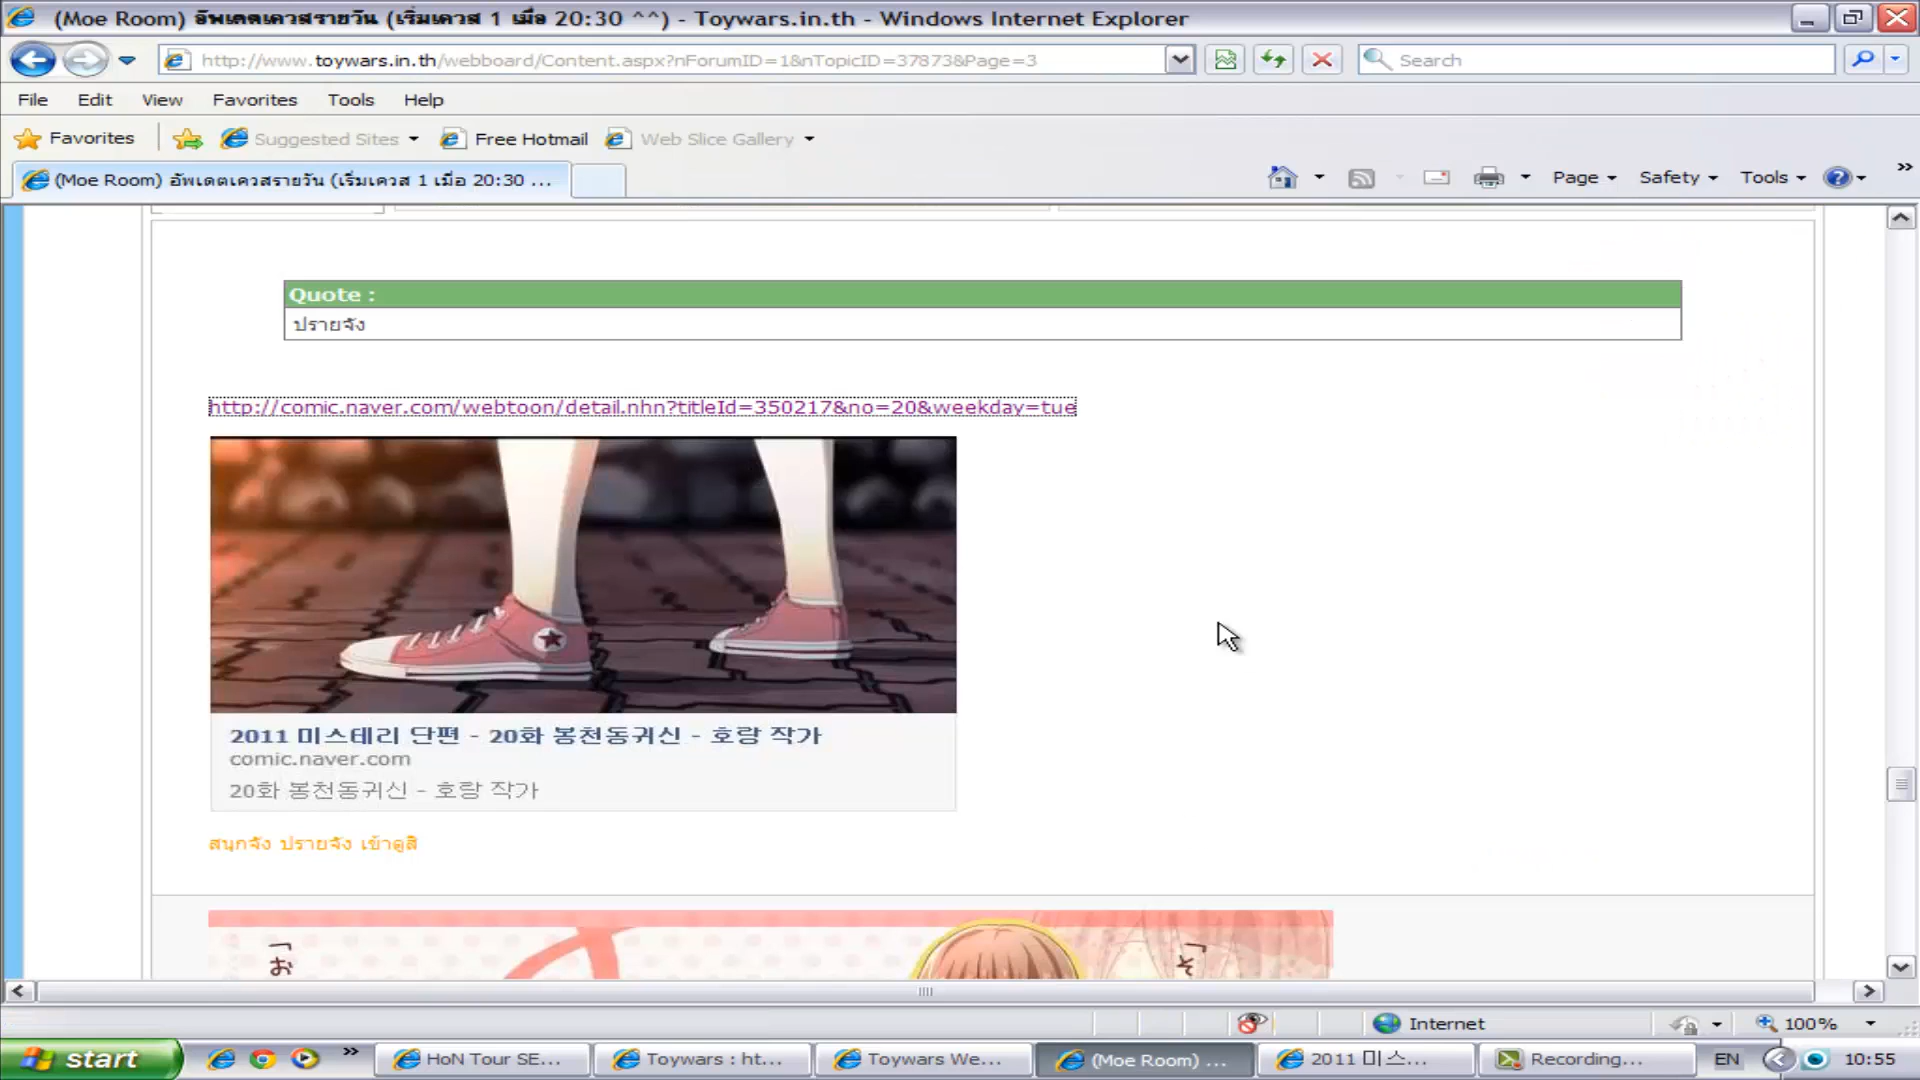 (Moe Room) อัพเดตเควสรายวัน (เริ่มเควส 1 เมื่อ 20:30 ^^) - Toywars.in.th - Windows Internet Explorer
http://www.toywars.in.th/webboard/Content.aspx?nForumID=1&nTopicID=37873&Page=3
Search
File Edit View Favorites Tools Help
Favorites Suggested Sites Free Hotmail Web Slice Gallery
(Moe Room) อัพเดตเควสรายวัน (เริ่มเควส 1 เมื่อ 20:30 ...
Page Safety Tools
Quote :
ปรายจัง
http://comic.naver.com/webtoon/detail.nhn?titleId=350217&no=20&weekday=tue
2011 미스테리 단편 - 20화 봉천동귀신 - 호랑 작가
comic.naver.com
20화 봉천동귀신 - 호랑 작가
สนุกจัง ปรายจัง เข้าดูสิ
「お
「そ
Internet
100%
start
HoN Tour SE...
Toywars : ht...
Toywars We...
(Moe Room) ...
2011 미스...
Recording...
EN
10:55